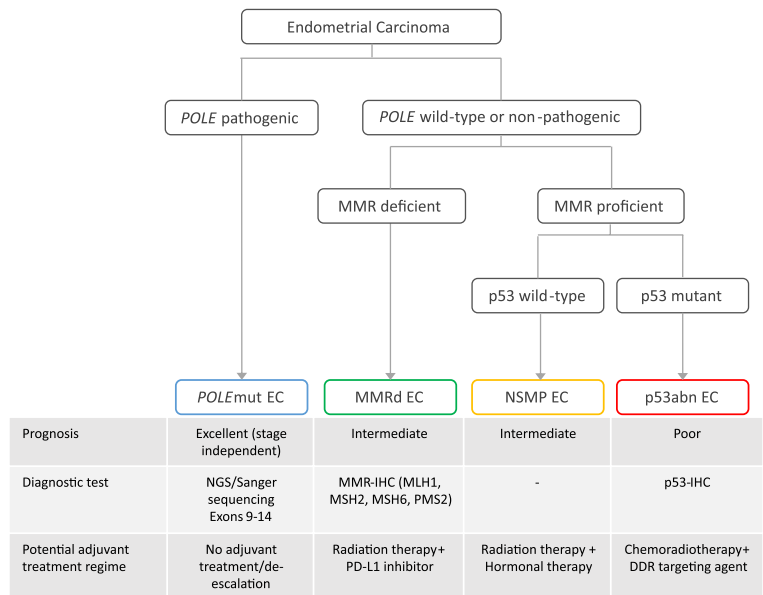 Endometrial Carcinoma
POLE pathogenic
POLE wild-type or non-pathogenic
MMR deficient
MMR proficient
p53 wild-type
p53 mutant
POLEmut EC
MMRd EC
NSMP EC
p53abn EC
Prognosis
Excellent (stage
independent)
Intermediate
Intermediate
Poor
Diagnostic test
NGS/Sanger
sequencing
Exons 9-14
MMR-IHC (MLH1,
MSH2, MSH6, PMS2)
-
p53-IHC
Potential adjuvant
treatment regime
No adjuvant
treatment/de-
escalation
Radiation therapy+
PD-L1 inhibitor
Radiation therapy +
Hormonal therapy
Chemoradiotherapy+
DDR targeting agent